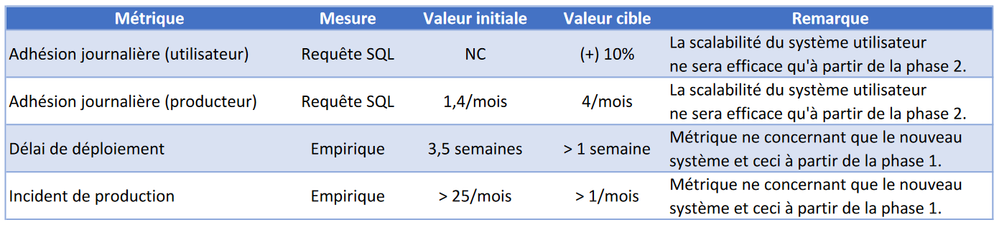 Métrique Mesure Valeur initiale Valeur cible Remarque
Adhésion journalière (utilisateur) Requête SQL NC (+) 10% La scalabilité du système utilisateur
ne sera efficace qu'à partir de la phase 2.
Adhésion journalière (producteur) Requête SQL 1,4/mois 4/mois La scalabilité du système utilisateur
ne sera efficace qu'à partir de la phase 2.
Délai de déploiement Empirique 3,5 semaines > 1 semaine Métrique ne concernant que le nouveau
système et ceci à partir de la phase 1.
Incident de production Empirique > 25/mois > 1/mois Métrique ne concernant que le nouveau
système et ceci à partir de la phase 1.